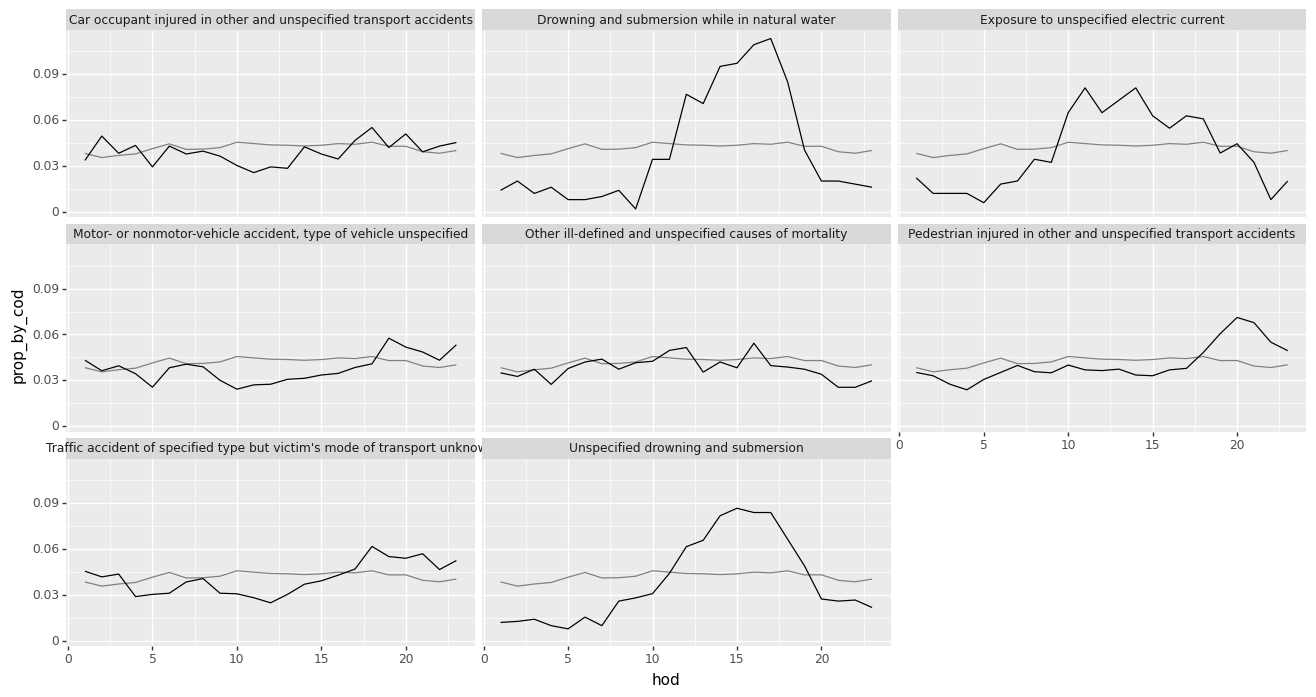 Car occupant injured in other and unspecified transport accidents
Drowning and submersion while in natural water
Exposure to unspecified electric current
0.09
0.06
0.03
0
Motor- or nonmotor-vehicle accident, type of vehicle unspecified
Other ill-defined and unspecified causes of mortality
Pedestrian injured in other and unspecified transport accidents
0.09
0.06
0.03
0
0 5 10 15 20
prop_by_cod
Traffic accident of specified type but victim's mode of transport unknow
Unspecified drowning and submersion
0.09
0.06
0.03
0
0 5 10 15 20
0 5 10 15 20
hod